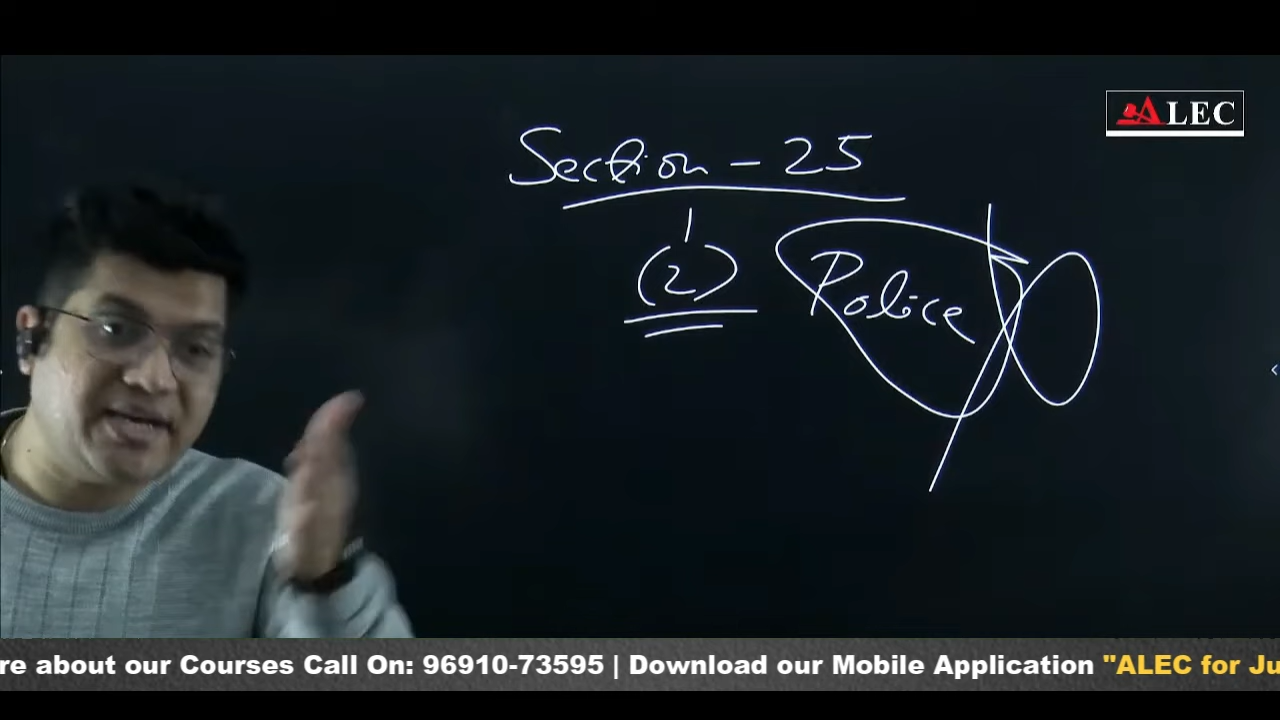 ALEC
Section - 25
(2) Police
re about our Courses Call On: 96910-73595 | Download our Mobile Application "ALEC for Ju